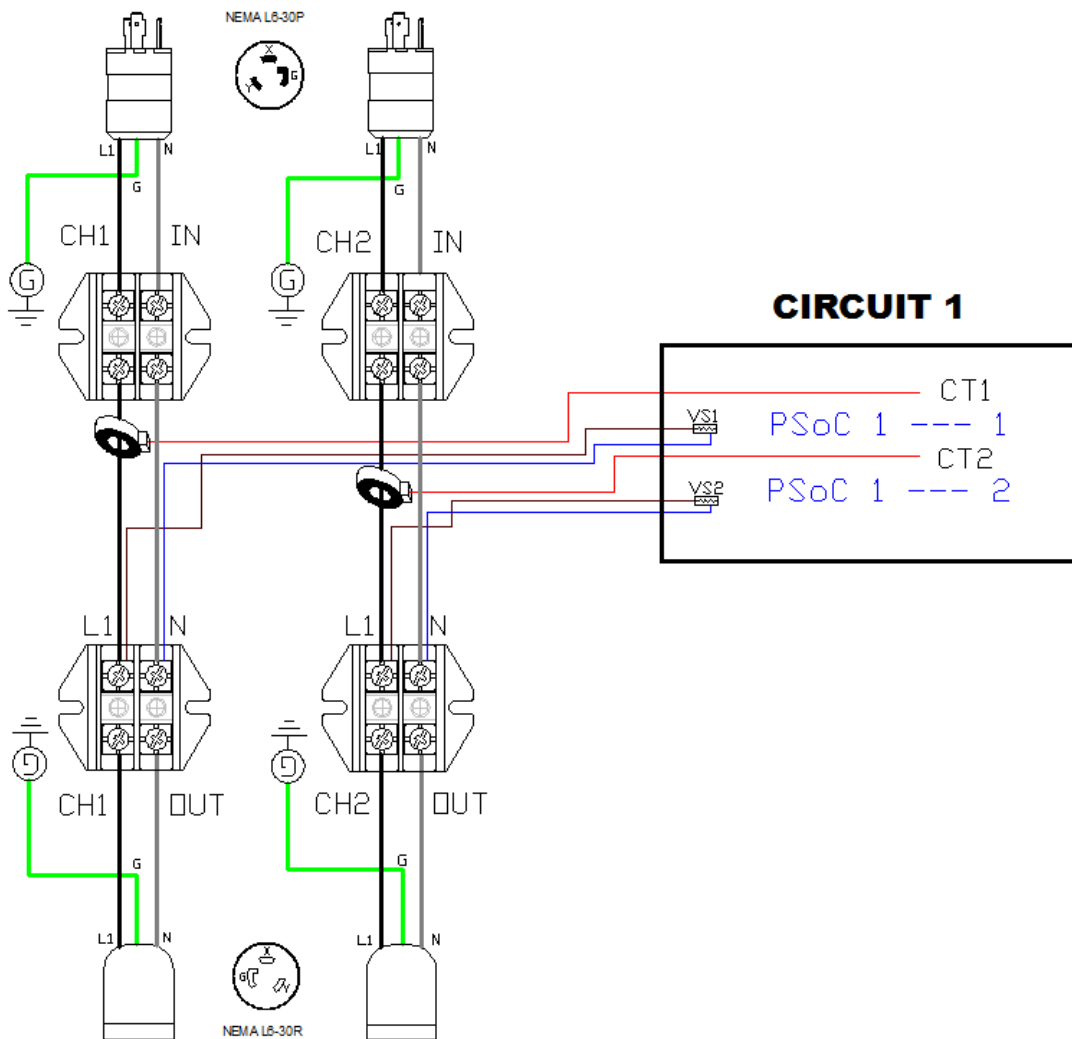 NEMA L6-30P
X
G
Y
L1 N
G
L1 N
G
CH1 IN
CH2 IN
G
G
CIRCUIT 1
CT1
VS1
PSoC 1 --- 1
CT2
VS2
PSoC 1 --- 2
L1 N
L1 N
G
G
CH1 OUT
CH2 OUT
G
G
L1 N
L1 N
X
G
Y
NEMA L6-30R